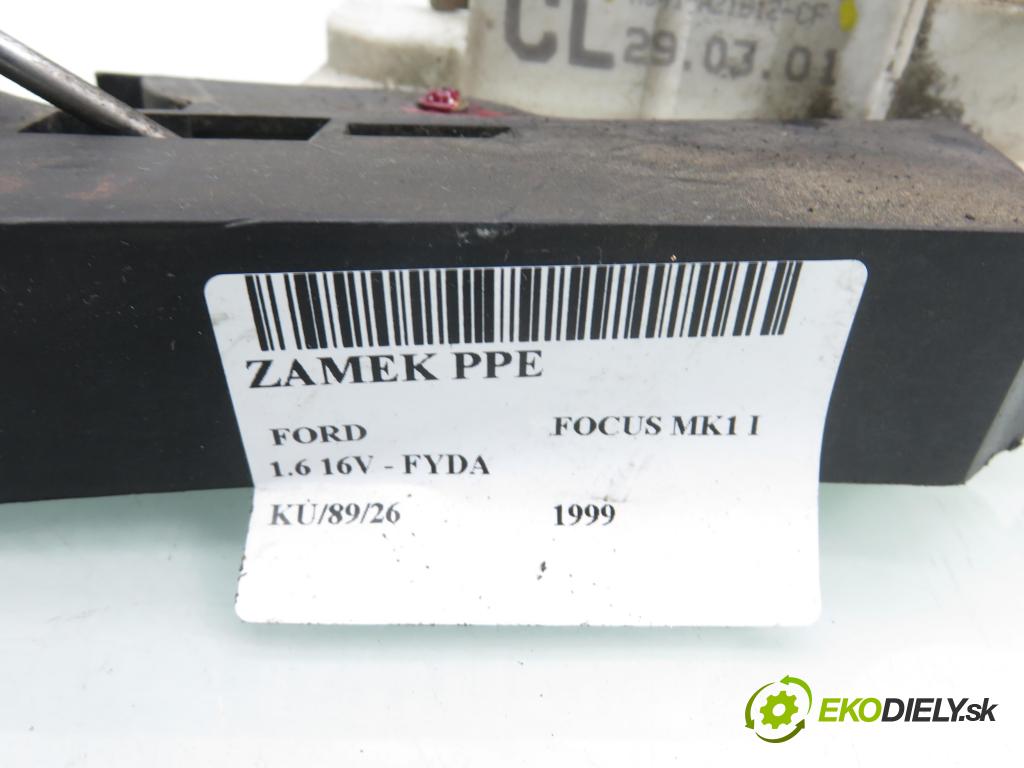 CL 29.03.01
ZAMEK PPE
FORD FOCUS MK1 I
1.6 16V - FYDA
KU/89/26 1999
EKODIELY.sk